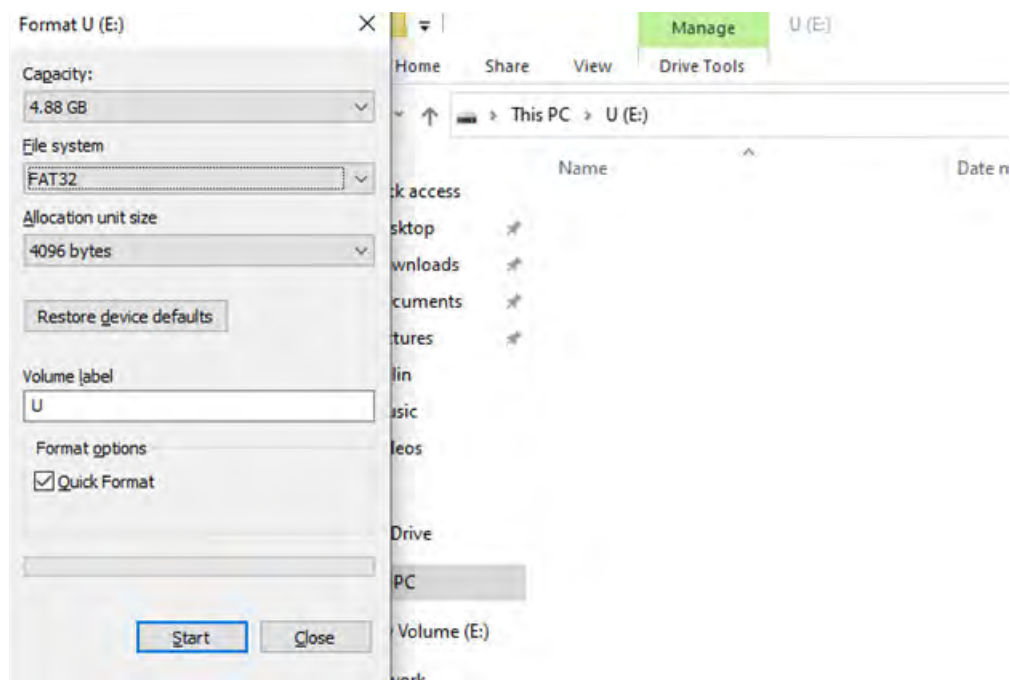 Format U (E:)
Capacity:
4.88 GB
File system
FAT32
Allocation unit size
4096 bytes
Restore device defaults
Volume label
U
Format options
Quick Format
Start Close
Manage U (E:)
Home Share View Drive Tools
This PC > U (E:)
Name Date
k access
sktop
wnloads
cuments
tures
lin
usic
leos
Drive
PC
Volume (E:)
work